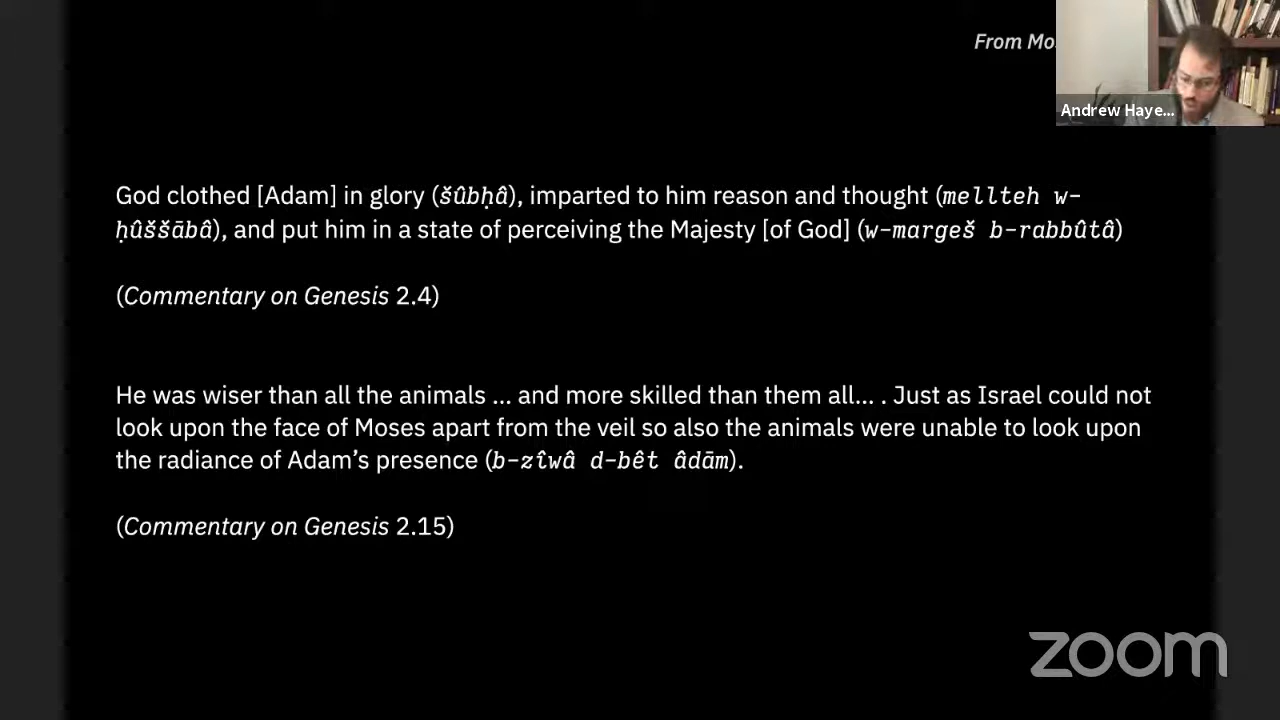 From Mo
Andrew Haye...
God clothed [Adam] in glory (šûbḥâ), imparted to him reason and thought (mellteh w-
ḥûššābâ), and put him in a state of perceiving the Majesty [of God] (w-margeš b-rabbûtâ)
(Commentary on Genesis 2.4)
He was wiser than all the animals ... and more skilled than them all... . Just as Israel could not
look upon the face of Moses apart from the veil so also the animals were unable to look upon
the radiance of Adam’s presence (b-zîwâ d-bêt âdām).
(Commentary on Genesis 2.15)
zoom